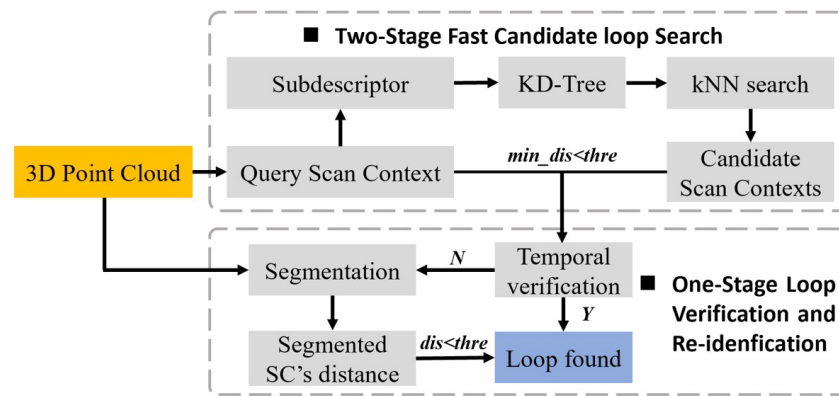 ■ Two-Stage Fast Candidate loop Search
Subdescriptor
KD-Tree
kNN search
3D Point Cloud
Query Scan Context
min_dis<thre
Candidate
Scan Contexts
Segmentation
N
Temporal
verification
Y
■ One-Stage Loop
Verification and
Re-idenfication
Segmented
SC's distance
dis<thre
Loop found